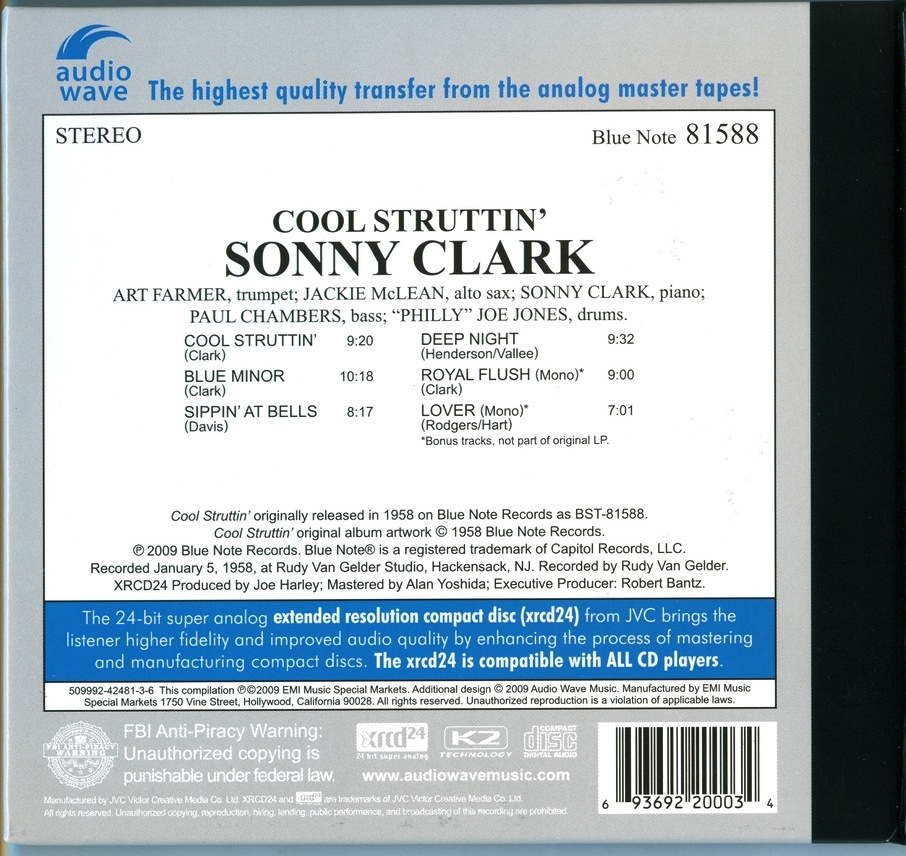 audio
wave
The highest quality transfer from the analog master tapes!
STEREO
Blue Note 81588
COOL STRUTTIN'
SONNY CLARK
ART FARMER, trumpet; JACKIE McLEAN, alto sax; SONNY CLARK, piano;
PAUL CHAMBERS, bass; "PHILLY" JOE JONES, drums.
COOL STRUTTIN' 9:20
(Clark)
BLUE MINOR 10:18
(Clark)
SIPPIN' AT BELLS 8:17
(Davis)
DEEP NIGHT 9:32
(Henderson/Vallee)
ROYAL FLUSH (Mono)* 9:00
(Clark)
LOVER (Mono)* 7:01
(Rodgers/Hart)
*Bonus tracks, not part of original LP.
Cool Struttin' originally released in 1958 on Blue Note Records as BST-81588.
Cool Struttin' original album artwork © 1958 Blue Note Records.
℗ 2009 Blue Note Records. Blue Note® is a registered trademark of Capitol Records, LLC.
Recorded January 5, 1958, at Rudy Van Gelder Studio, Hackensack, NJ. Recorded by Rudy Van Gelder.
XRCD24 Produced by Joe Harley; Mastered by Alan Yoshida; Executive Producer: Robert Bantz.
The 24-bit super analog extended resolution compact disc (xrcd24) from JVC brings the
listener higher fidelity and improved audio quality by enhancing the process of mastering
and manufacturing compact discs. The xrcd24 is compatible with ALL CD players.
509992-42481-3-6 This compilation ℗©2009 EMI Music Special Markets. Additional design © 2009 Audio Wave Music. Manufactured by EMI Music
Special Markets 1750 Vine Street, Hollywood, California 90028. All rights reserved. Unauthorized reproduction is a violation of applicable laws.
FBI ANTI-PIRACY
WARNING
FBI Anti-Piracy Warning:
Unauthorized copying is
punishable under federal law.
xrcd24
24 bit super analog
K2
TECHNOLOGY
COMPACT
disc
DIGITAL AUDIO
www.audiowavemusic.com
6 93692 20003 4
Manufactured by JVC Victor Creative Media Co. Ltd. XRCD24 and xrcd24 are trademarks of JVC Victor Creative Media Co. Ltd.
All rights reserved. Unauthorized copying, reproduction, hiring, lending, public performance, and broadcasting of this recording are prohibited.